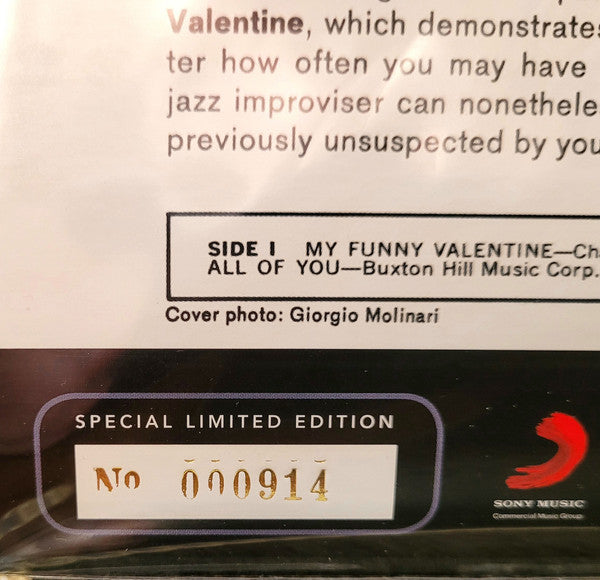 Valentine, which demonstrates
ter how often you may have
jazz improviser can nonethele
previously unsuspected by you
SIDE I MY FUNNY VALENTINE—Cha
ALL OF YOU—Buxton Hill Music Corp.
Cover photo: Giorgio Molinari
SPECIAL LIMITED EDITION
No 000914
SONY MUSIC
Commercial Music Group